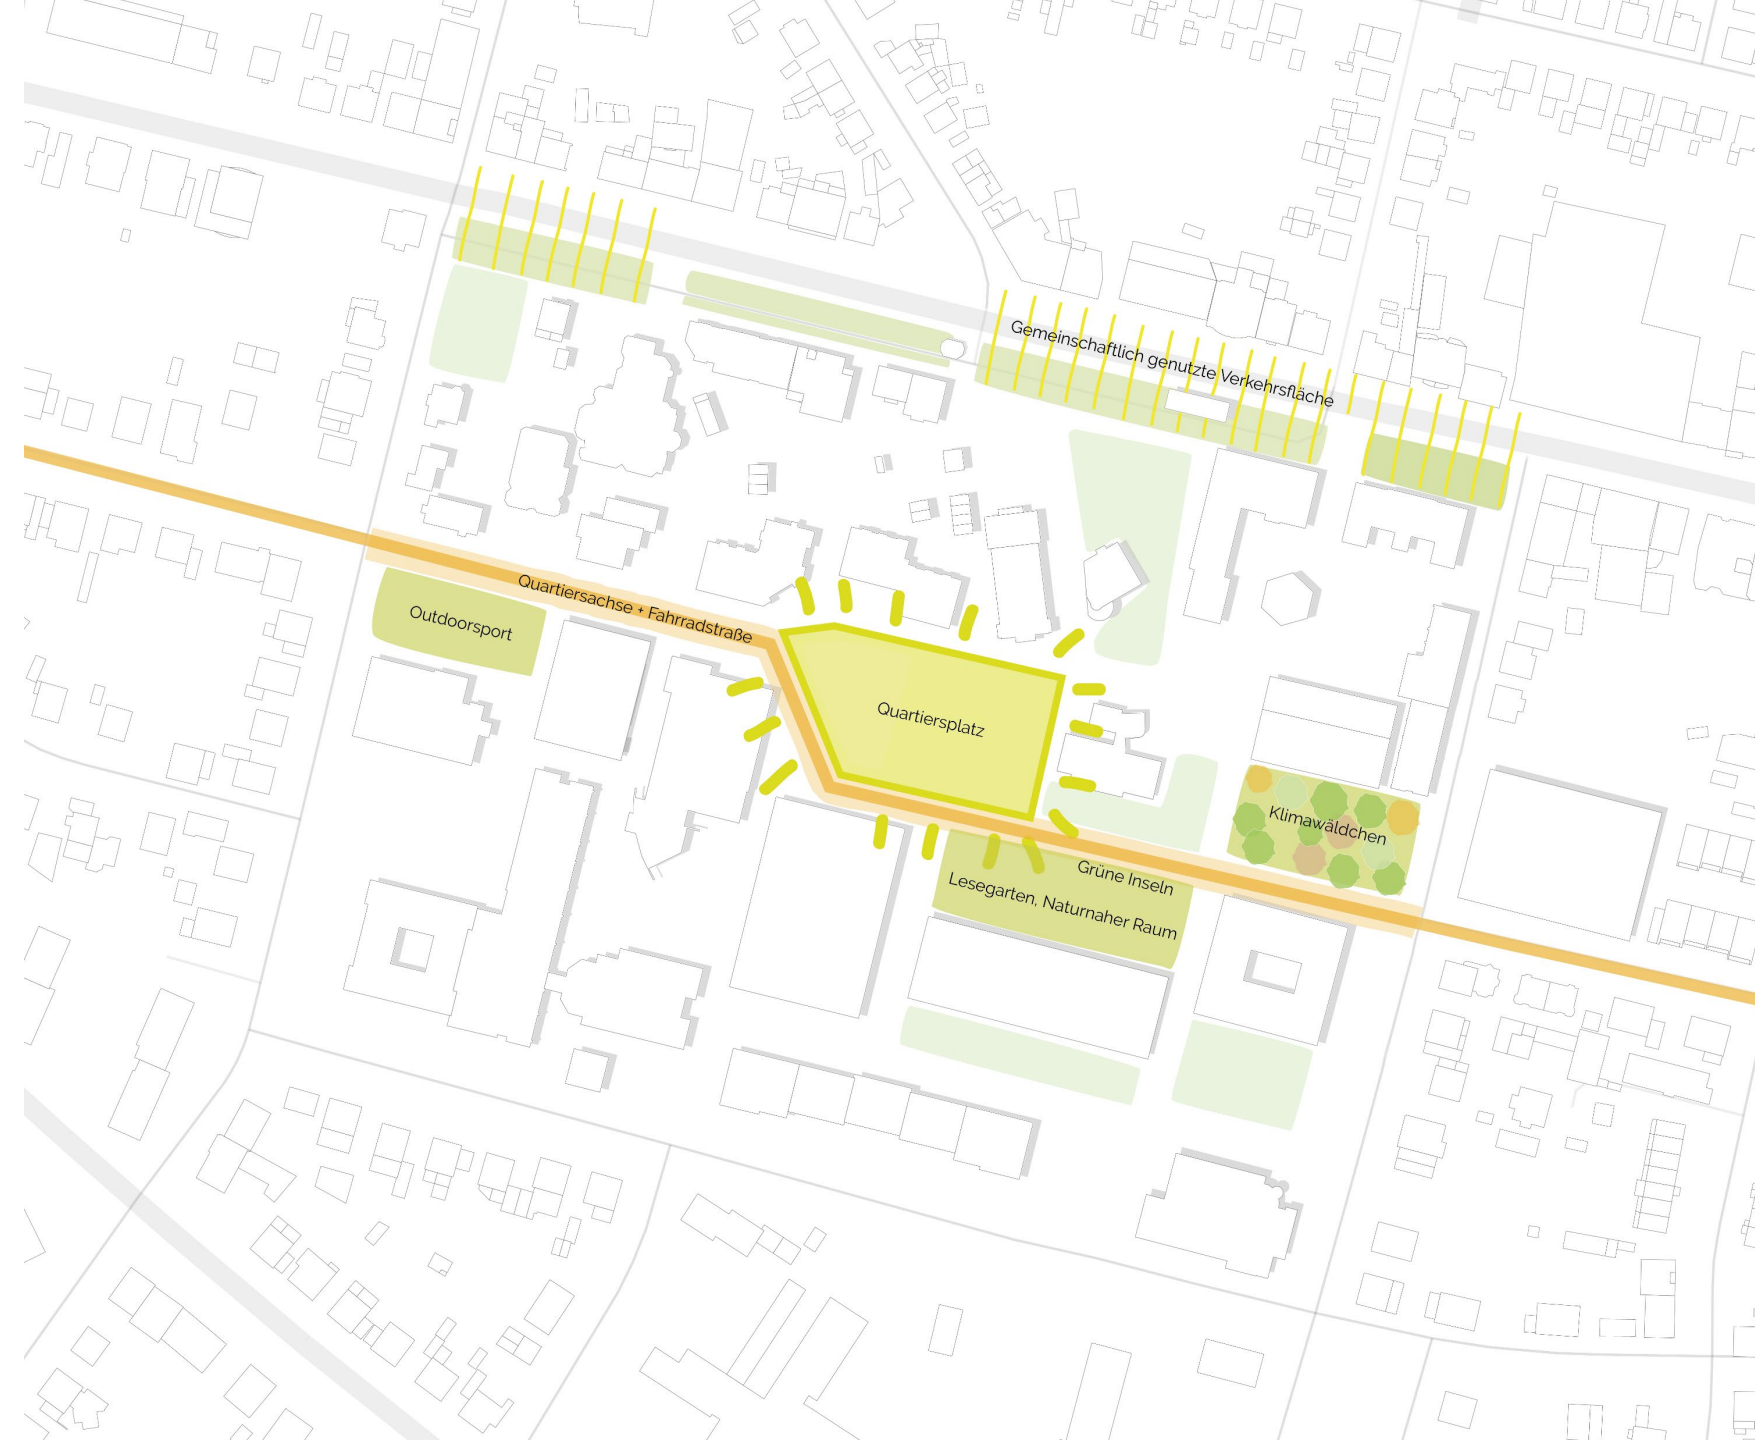 Gemeinschaftlich genutzte Verkehrsfläche
Quartiersachse + Fahrradstraße
Outdoorsport
Quartiersplatz
Klimawäldchen
Grüne Inseln
Lesegarten, Naturnaher Raum